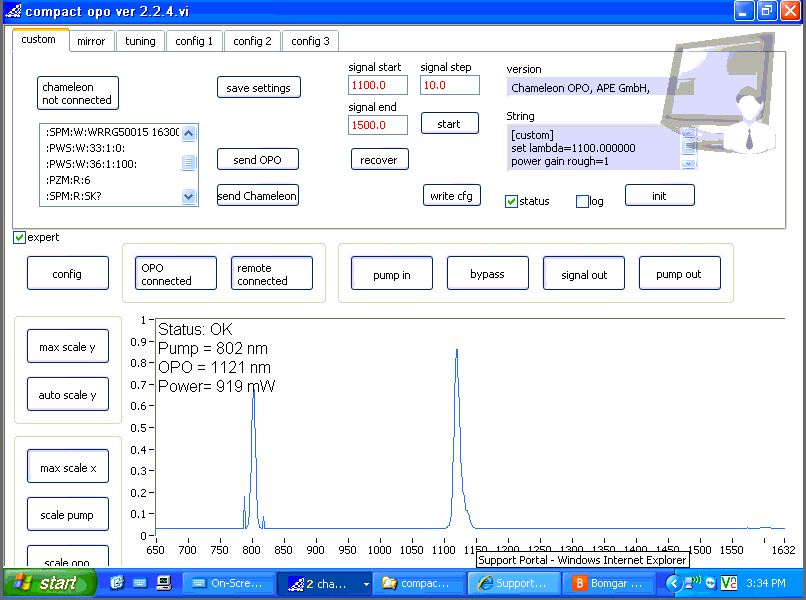 compact opo ver 2.2.4.vi
custom mirror tuning config 1 config 2 config 3
chameleon
not connected
save settings
signal start
1100.0
signal step
10.0
signal end
1500.0
start
version
Chameleon OPO, APE GmbH,
String
[custom]
set lambda=1100.000000
power gain rough=1
:SPM:W:WRRG50015 16300
:PWS:W:33:1:0:
:PWS:W:36:1:100:
:PZM:R:6
:SPM:R:SK?
send OPO
send Chameleon
recover
write cfg
status
log
init
expert
config
OPO
connected
remote
connected
pump in
bypass
signal out
pump out
max scale y
auto scale y
max scale x
scale pump
scale opo
Status: OK
Pump = 802 nm
OPO = 1121 nm
Power= 919 mW
1
0.9
0.8
0.7
0.6
0.5
0.4
0.3
0.2
0.1
0
650 700 750 800 850 900 950 1000 1050 1100 1150 1200 1250 1300 1350 1400 1450 1500 1550 1632
Support Portal - Windows Internet Explorer
start
On-Scre...
2 cha...
compac...
Support...
Bomgar ...
3:34 PM